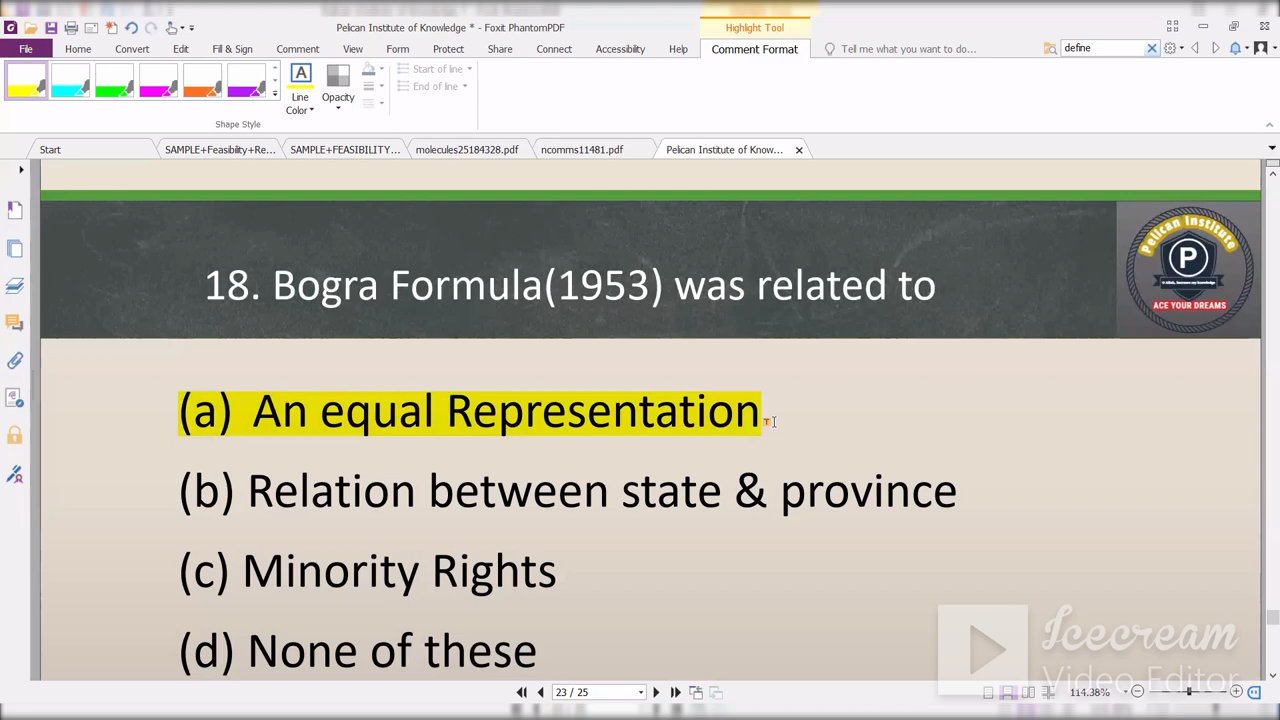 Pelican Institute of Knowledge * - Foxit PhantomPDF
Highlight Tool
File
Home
Convert
Edit
Fill & Sign
Comment
View
Form
Protect
Share
Connect
Accessibility
Help
Comment Format
Tell me what you want to do...
define
Line
Color
Opacity
Start of line
End of line
Shape Style
Start
SAMPLE+Feasibility+Re...
SAMPLE+FEASIBILITY...
molecules25184328.pdf
ncomms11481.pdf
Pelican Institute of Know...
18. Bogra Formula(1953) was related to
Pelican Institute
P
ACE YOUR DREAMS
(a) An equal Representation
(b) Relation between state & province
(c) Minority Rights
(d) None of these
Icecream
Video Editor
23 / 25
114.38%